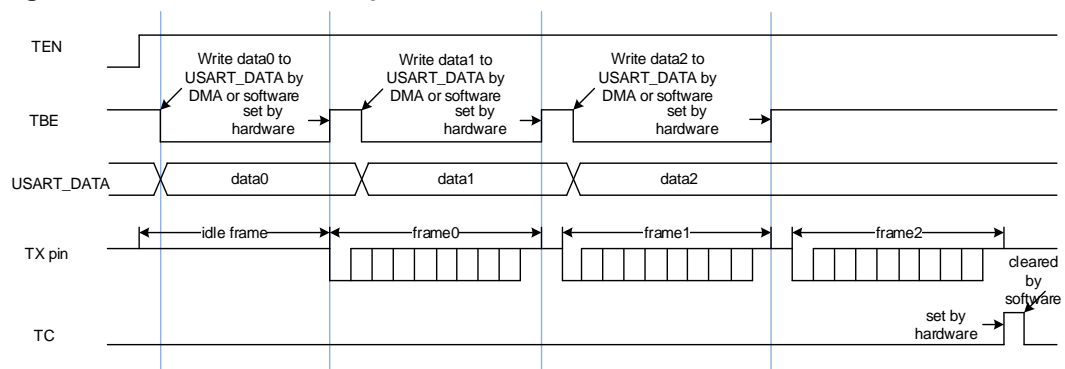 TEN
Write data0 to
USART_DATA by
DMA or software
Write data1 to
USART_DATA by
DMA or software
Write data2 to
USART_DATA by
DMA or software
TBE
set by
hardware
set by
hardware
set by
hardware
USART_DATA
data0
data1
data2
idle frame
frame0
frame1
frame2
TX pin
cleared
by
software
set by
hardware
TC